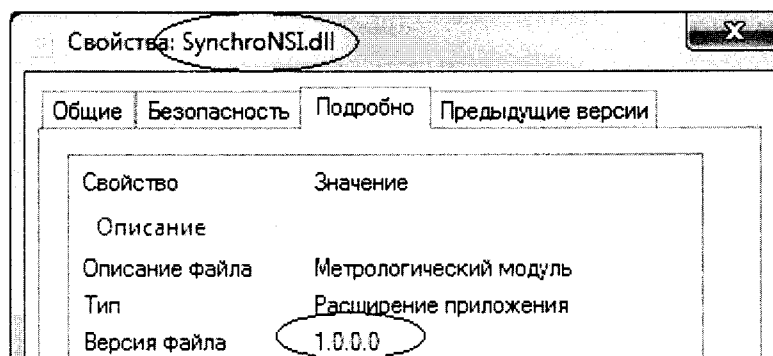 Свойства: SynchroNSI.dll
Общие Безопасность Подробно Предыдущие версии
Свойство Значение
Описание
Описание файла Метрологический модуль
Тип Расширение приложения
Версия файла 1.0.0.0